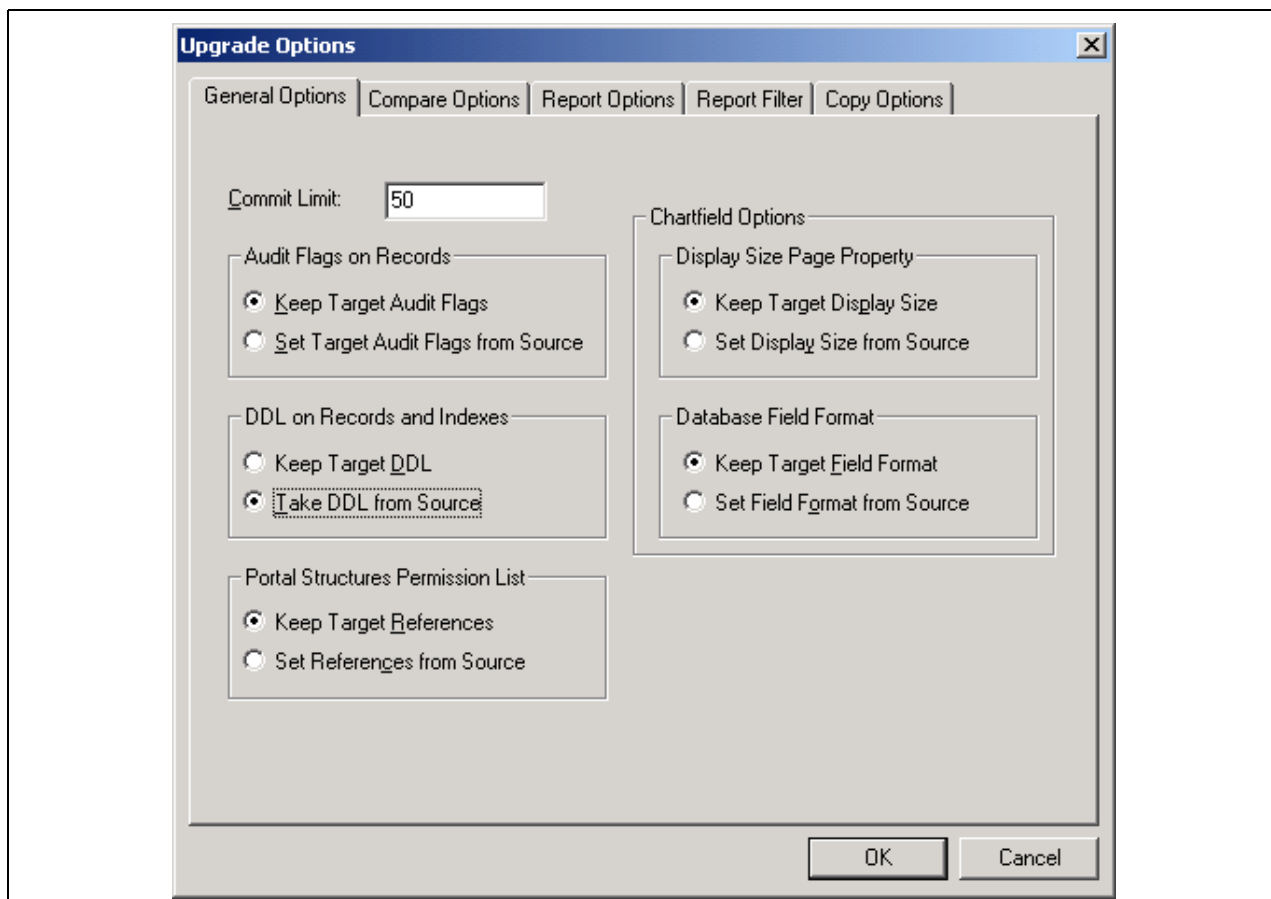 Upgrade Options
General Options
Compare Options
Report Options
Report Filter
Copy Options
Commit Limit:
50
Audit Flags on Records
Keep Target Audit Flags
Set Target Audit Flags from Source
DDL on Records and Indexes
Keep Target DDL
Take DDL from Source
Portal Structures Permission List
Keep Target References
Set References from Source
Chartfield Options
Display Size Page Property
Keep Target Display Size
Set Display Size from Source
Database Field Format
Keep Target Field Format
Set Field Format from Source
OK
Cancel